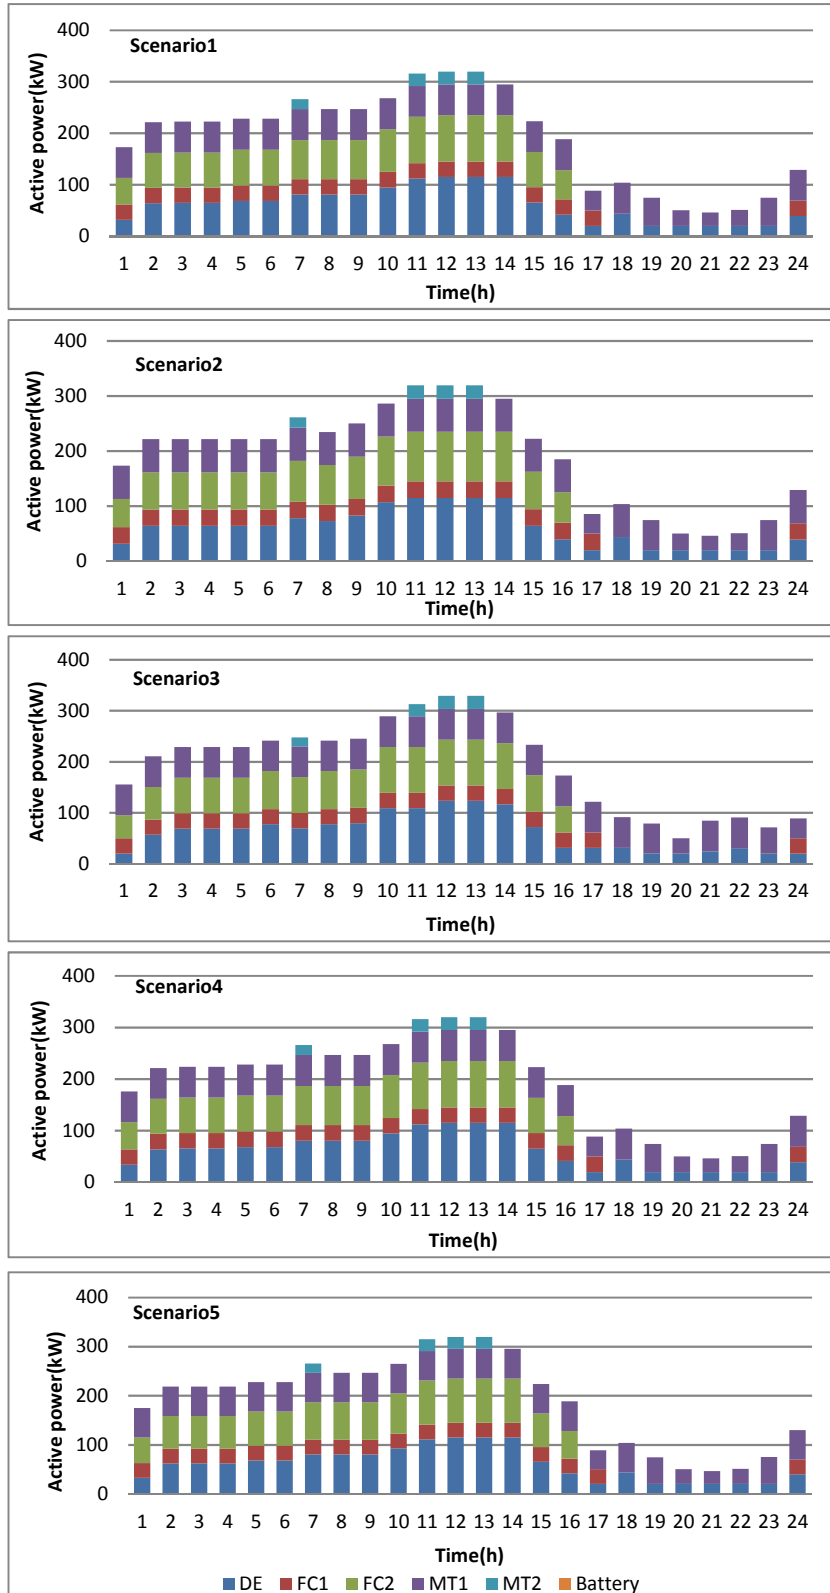 Scenario1
Active power(kW)
400
300
200
100
0
1 2 3 4 5 6 7 8 9 10 11 12 13 14 15 16 17 18 19 20 21 22 23 24
Time(h)
Scenario2
Active power(kW)
400
300
200
100
0
1 2 3 4 5 6 7 8 9 10 11 12 13 14 15 16 17 18 19 20 21 22 23 24
Time(h)
Scenario3
Active power(kW)
400
300
200
100
0
1 2 3 4 5 6 7 8 9 10 11 12 13 14 15 16 17 18 19 20 21 22 23 24
Time(h)
Scenario4
Active power(kW)
400
300
200
100
0
1 2 3 4 5 6 7 8 9 10 11 12 13 14 15 16 17 18 19 20 21 22 23 24
Time(h)
Scenario5
Active power(kW)
400
300
200
100
0
1 2 3 4 5 6 7 8 9 10 11 12 13 14 15 16 17 18 19 20 21 22 23 24
Time(h)
DE FC1 FC2 MT1 MT2 Battery